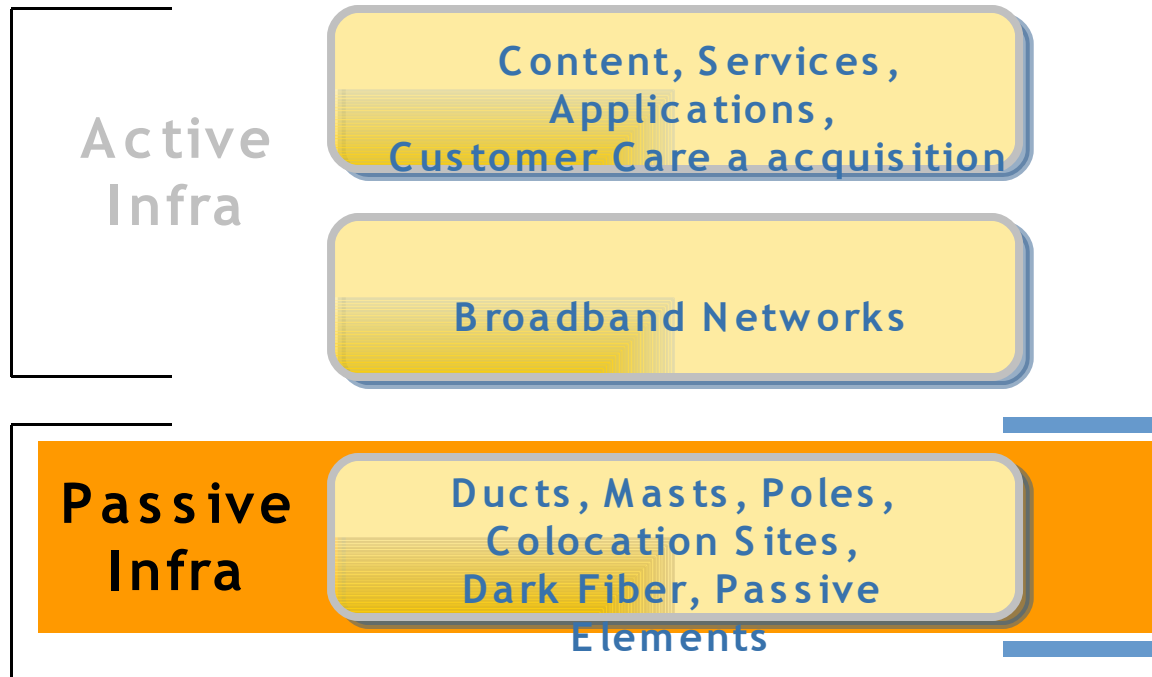 Active
Infra
Content, Services,
Applications,
Customer Care a acquisition
Broadband Networks
Passive
Infra
Ducts, Masts, Poles,
Colocation Sites,
Dark Fiber, Passive
Elements